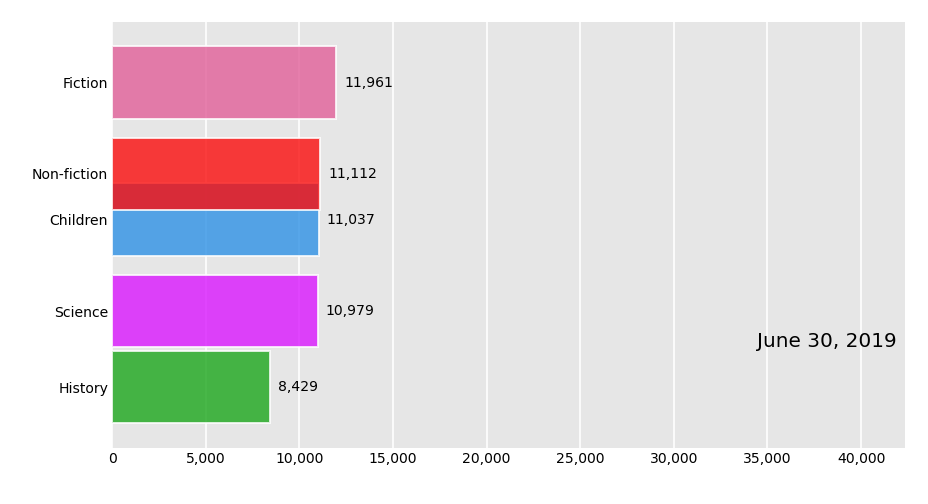 Fiction 11,961
Non-fiction 11,112
Children 11,037
Science 10,979
June 30, 2019
History 8,429
0 5,000 10,000 15,000 20,000 25,000 30,000 35,000 40,000